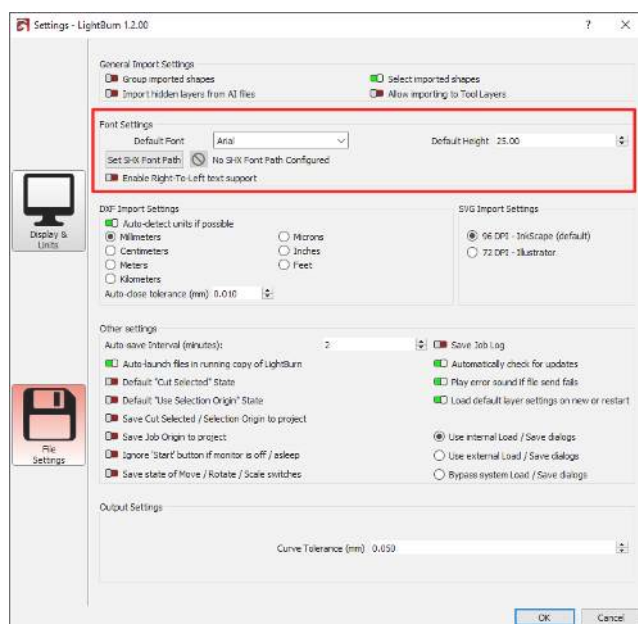 Settings - LightBurn 1.2.00
General Import Settings
Group imported shapes
Select imported shapes
Import hidden layers from AI files
Allow importing to Tool Layers
Font Settings
Default Font Arial
Default Height 25.00
Set SHX Font Path No SHX Font Path Configured
Enable Right-To-Left text support
Display & Units
DXF Import Settings
Auto-detect units if possible
Millimeters
Microns
Centimeters
Inches
Meters
Feet
Kilometers
Auto-close tolerance (mm) 0.010
SVG Import Settings
96 DPI - InkScape (default)
72 DPI - Illustrator
File Settings
Other settings
Auto-save Interval (minutes): 2
Save Job Log
Auto-launch files in running copy of LightBurn
Automatically check for updates
Default "Cut Selected" State
Play error sound if file send fails
Default "Use Selection Origin" State
Load default layer settings on new or restart
Save Cut Selected / Selection Origin to project
Save Job Origin to project
Use internal Load / Save dialogs
Ignore 'Start' button if monitor is off / asleep
Use external Load / Save dialogs
Save state of Move / Rotate / Scale switches
Bypass system Load / Save dialogs
Output Settings
Curve Tolerance (mm) 0.050
OK
Cancel